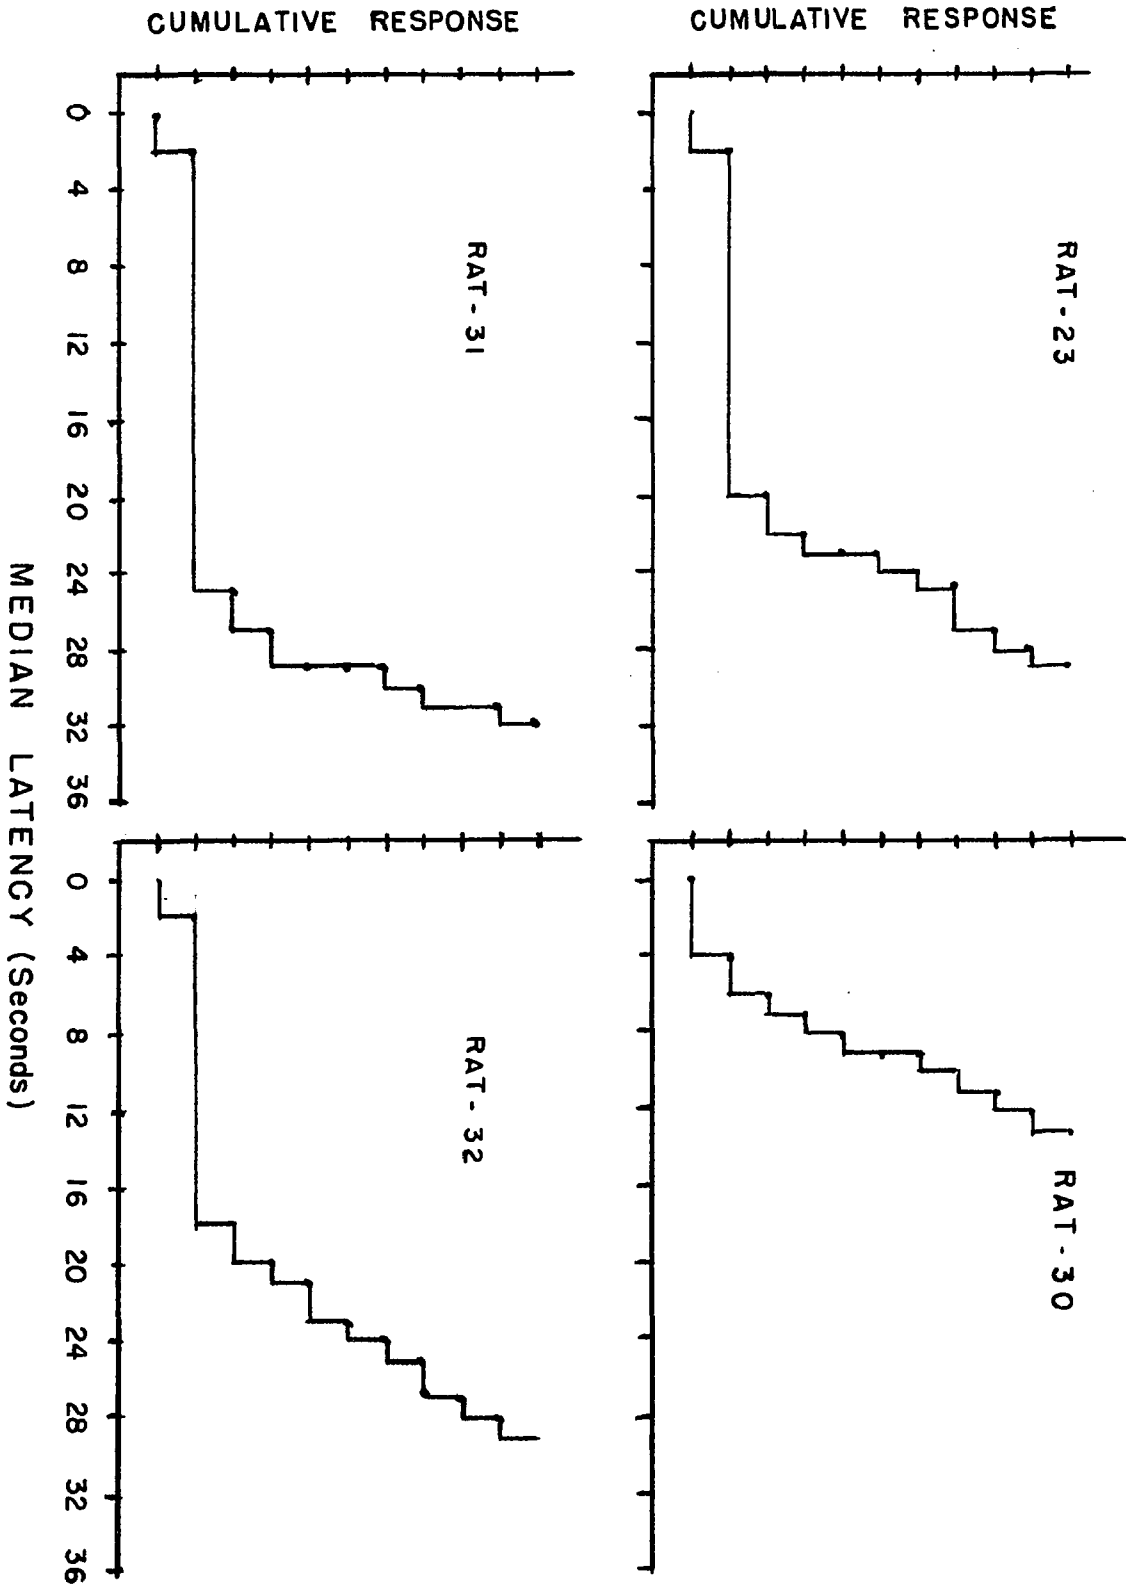 CUMULATIVE RESPONSE
CUMULATIVE RESPONSE
RAT-23
RAT-30
RAT-31
RAT-32
0 4 8 12 16 20 24 28 32 36
0 4 8 12 16 20 24 28 32 36
MEDIAN LATENCY (Seconds)